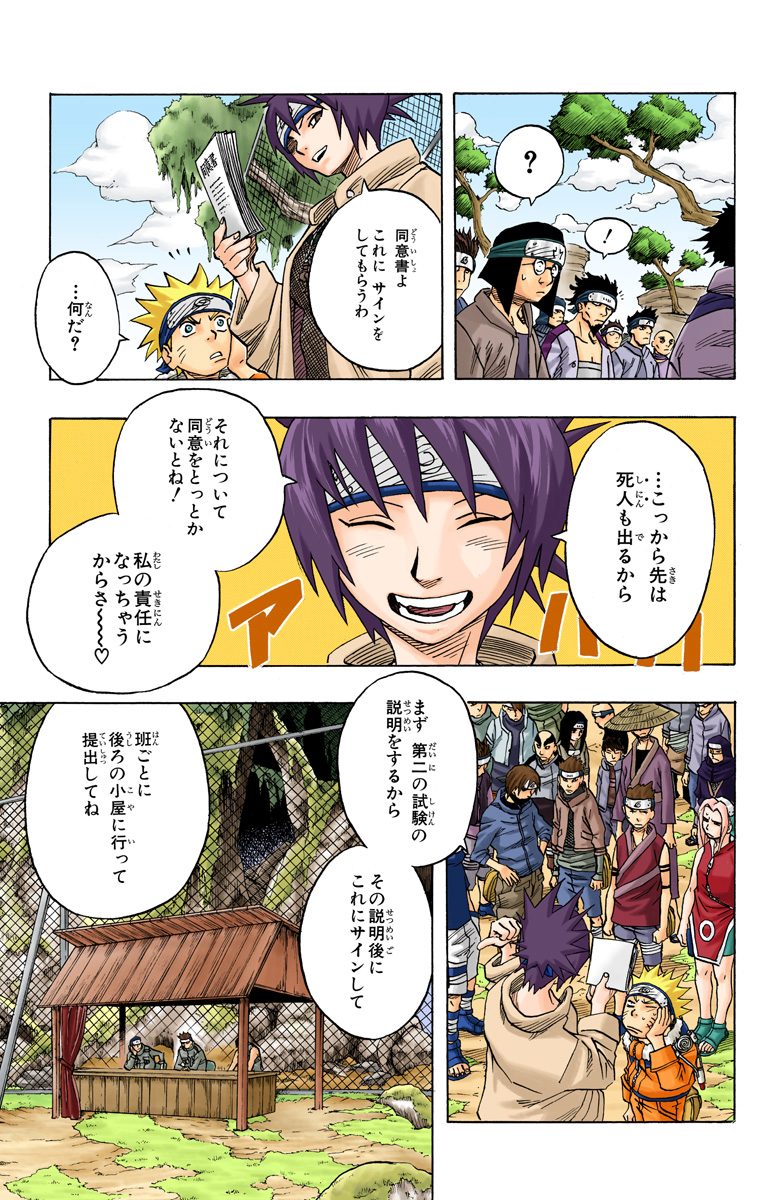 ？
！
同意書よ
これに サインを
してもらうわ
…何だ？
…こっから先は
死人も出るから
それについて
同意をとっとか
ないとね！
私の責任に
なっちゃう
からさ～～～♡
アハハハ
まず 第二の試験の
説明をするから
その説明後に
これにサインして
班ごとに
後ろの小屋に行って
提出してね